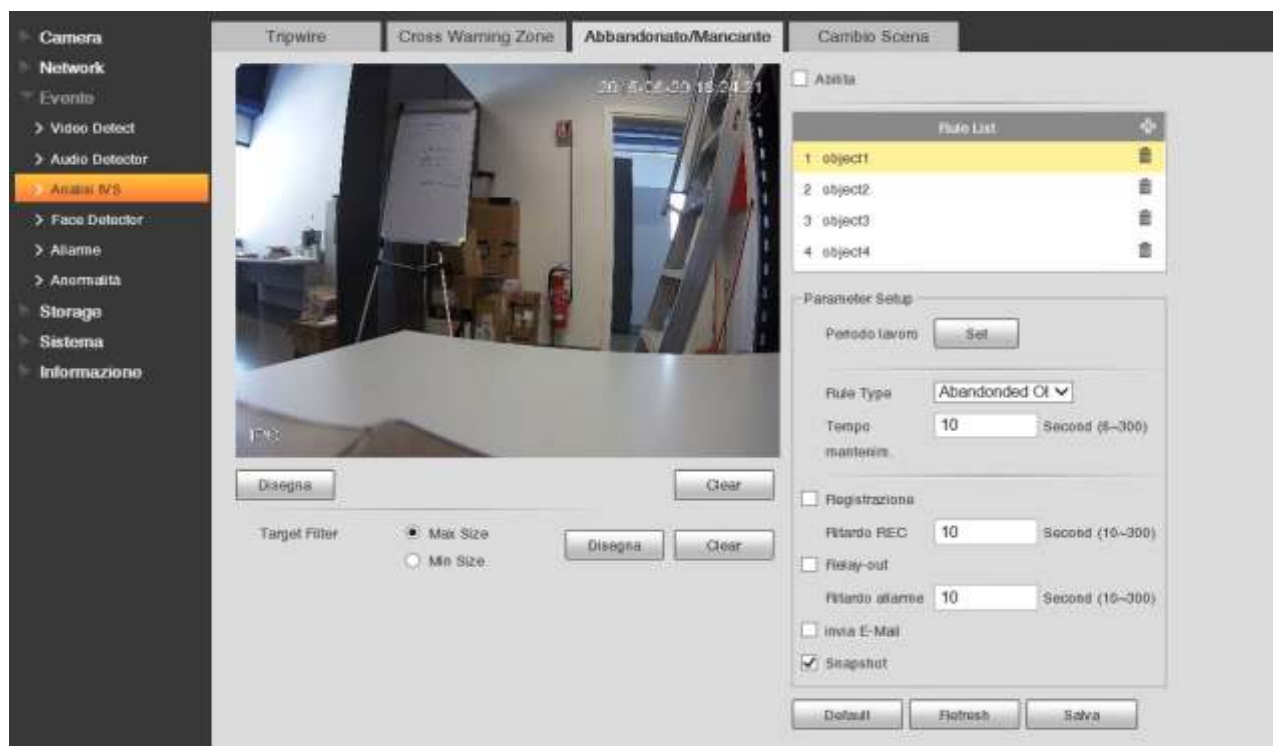 Camera
Network
Evento
> Video Detect
> Audio Detector
> Analisi IVS
> Face Detector
> Allarme
> Anormalità
Storage
Sistema
Informazione
Tripwire
Cross Warning Zone
Abbandonato/Mancante
Cambio Scena
IPC
Disegna
Clear
Target Filter
Max Size
Min Size
Disegna
Clear
Abilita
Rule List
1 object1
2 object2
3 object3
4 object4
Parameter Setup
Periodo lavoro
Set
Rule Type
Abandonded Ol
Tempo mantenim.
10
Second (6~300)
Registrazione
Ritardo REC
10
Second (10~300)
Relay-out
Ritardo allarme
10
Second (10~300)
invia E-Mail
Snapshot
Default
Refresh
Salva